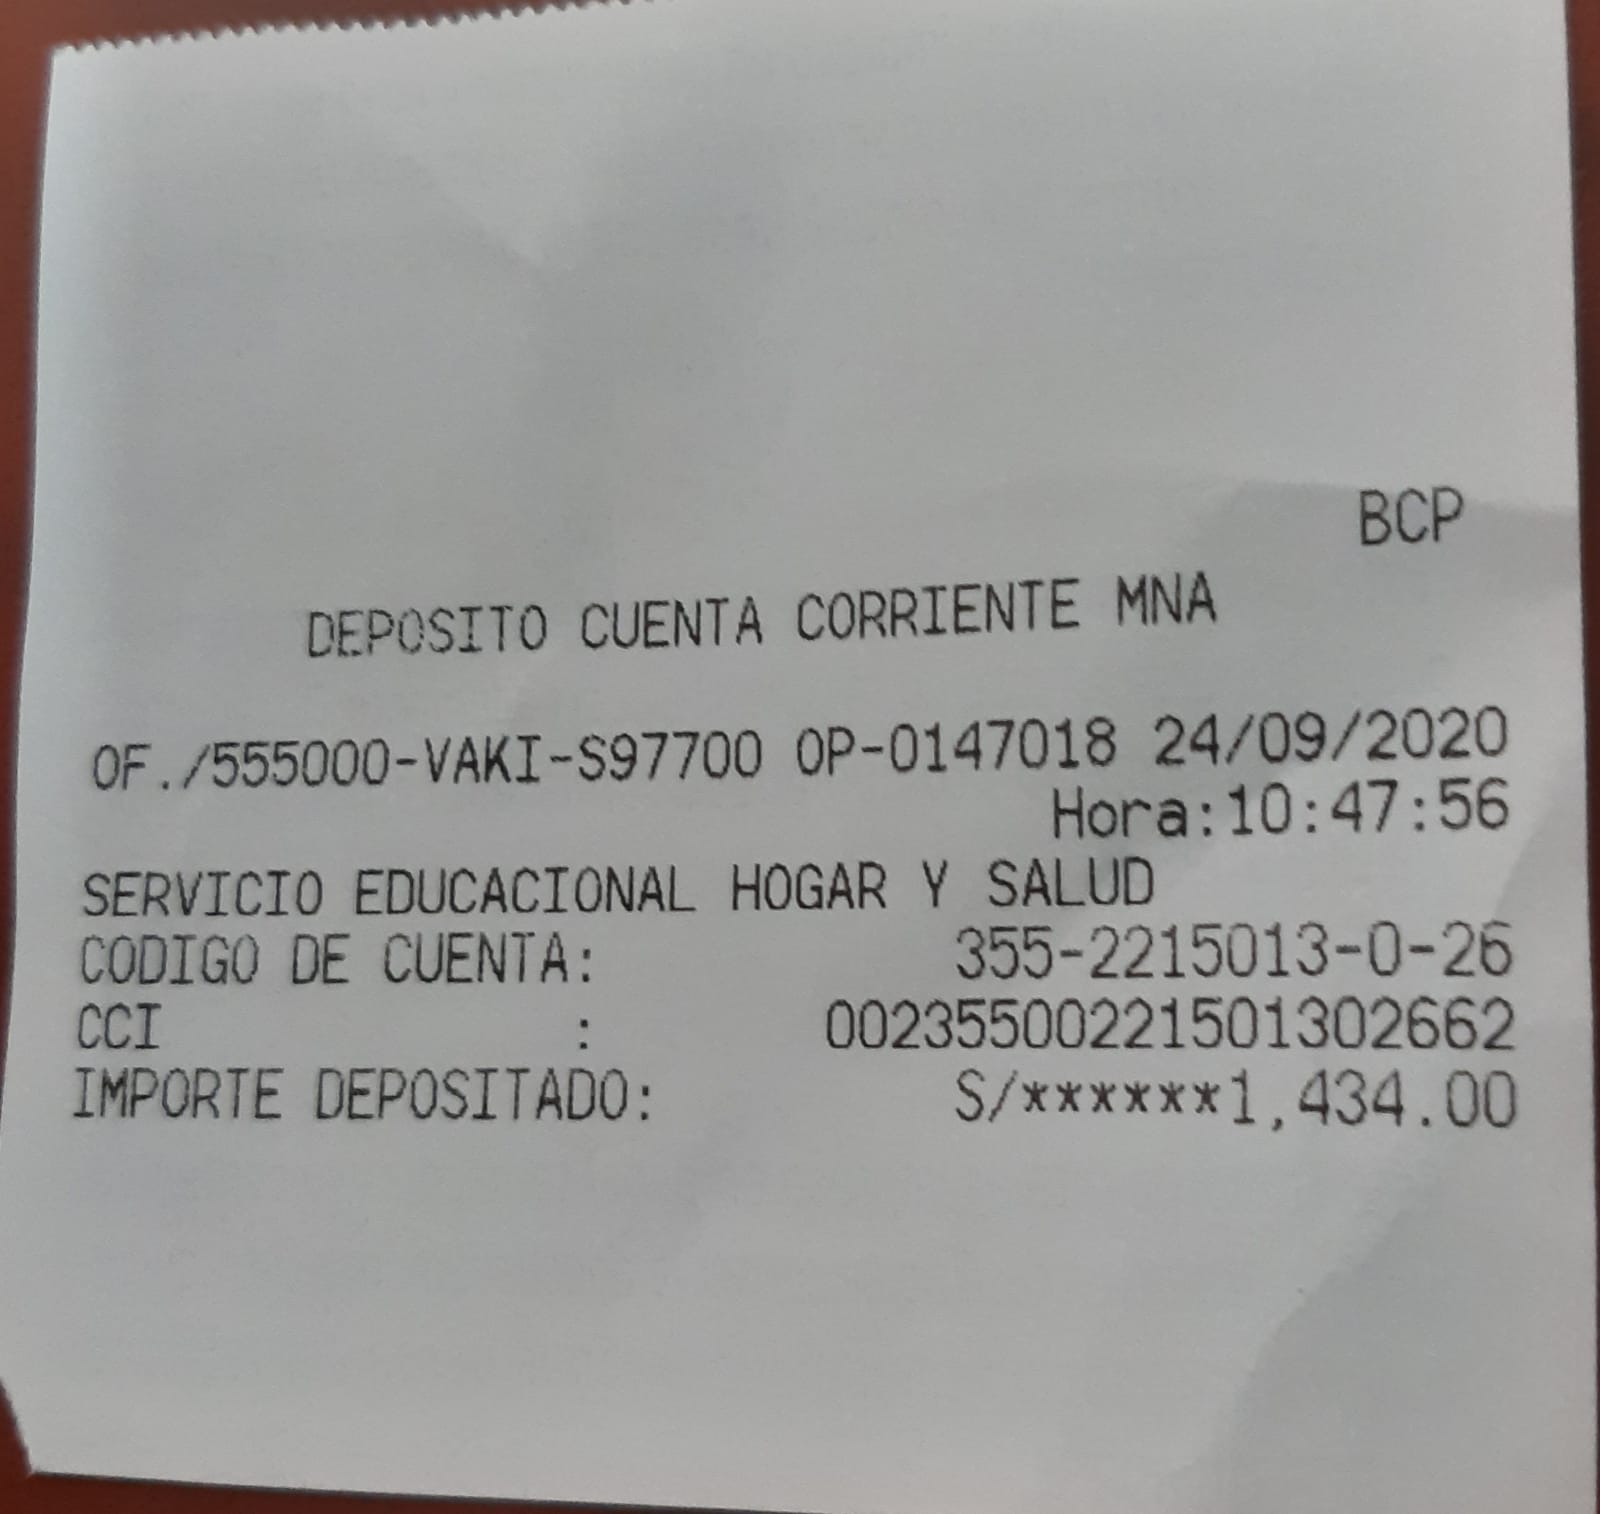 BCP
DEPOSITO CUENTA CORRIENTE MNA
OF./555000-VAKI-S97700 OP-0147018 24/09/2020
Hora:10:47:56
SERVICIO EDUCACIONAL HOGAR Y SALUD
CODIGO DE CUENTA: 355-2215013-0-26
CCI : 00235500221501302662
IMPORTE DEPOSITADO: S/******1,434.00